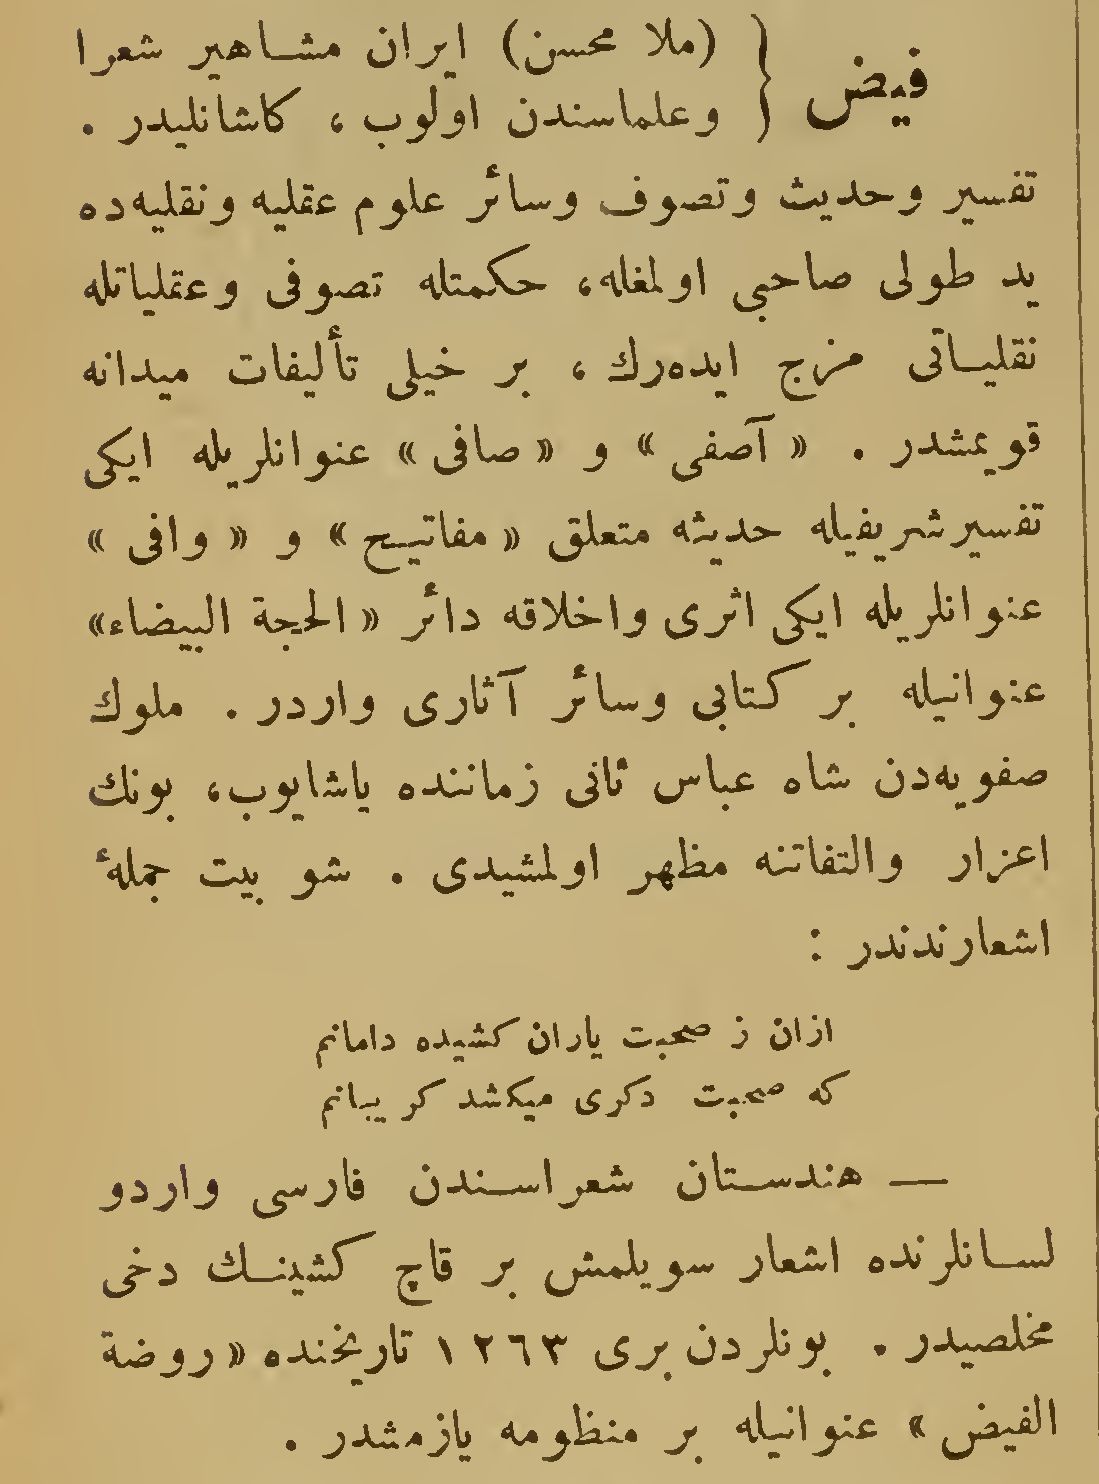 فیض { (ملا محسن) ایران مشاهیر شعرا
وعلماسندن اولوب ، کاشانلیدر .
تفسیر وحدیث وتصوف وسائر علوم عقلیه ونقلیه‌ده
ید طولی صاحبی اولمغله، حکمتله تصوفی وعقلیاتله
نقلیاتی مزج ایده‌رك ، بر خیلی تألیفات میدانه
قویمشدر . « آصفی » و « صافی » عنوانلریله ایکی
تفسیر شریفیله حدیثه متعلق « مفاتیح » و « وافی »
عنوانلریله ایکی اثری واخلاقه دائر « الحجة البیضاء »
عنوانیله بر کتابی وسائر آثاری واردر . ملوك
صفویه‌دن شاه عباس ثانی زماننده یاشایوب، بونك
اعزار والتفاتنه مظهر اولمشیدی . شو بیت جملهٔ
اشعارندندر :
ازان ز صحبت یاران کشیده دامانم
که صحبت دکری میکشد کریبانم
— هندستان شعراسندن فارسی واردو
لسانلرنده اشعار سویلمش بر قاچ کشینك دخی
مخلصیدر . بونلردن بری ١٢٦٣ تاریخنده « روضة
الفیض » عنوانیله بر منظومه یازمشدر .